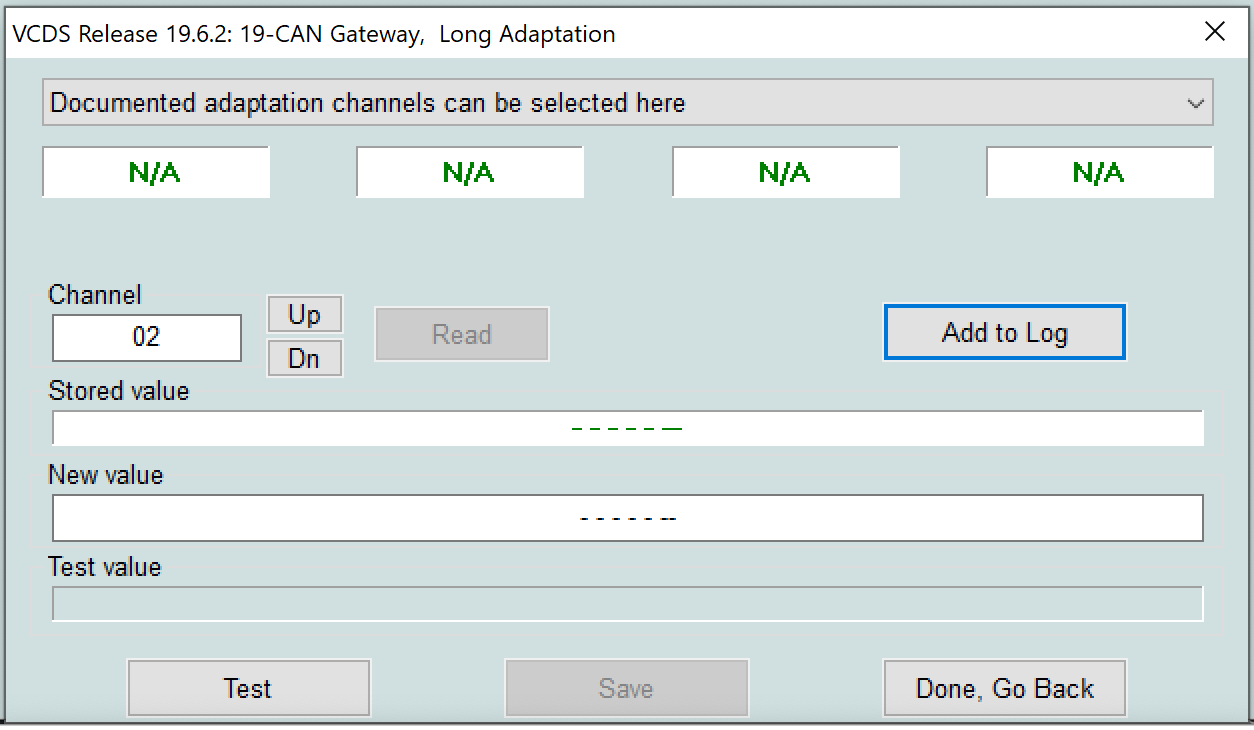 VCDS Release 19.6.2: 19-CAN Gateway,  Long Adaptation
Documented adaptation channels can be selected here
N/A N/A N/A N/A
Channel
02
Up
Dn
Read
Add to Log
Stored value
- - - - - - —
New value
- - - - - --
Test value
Test
Save
Done, Go Back